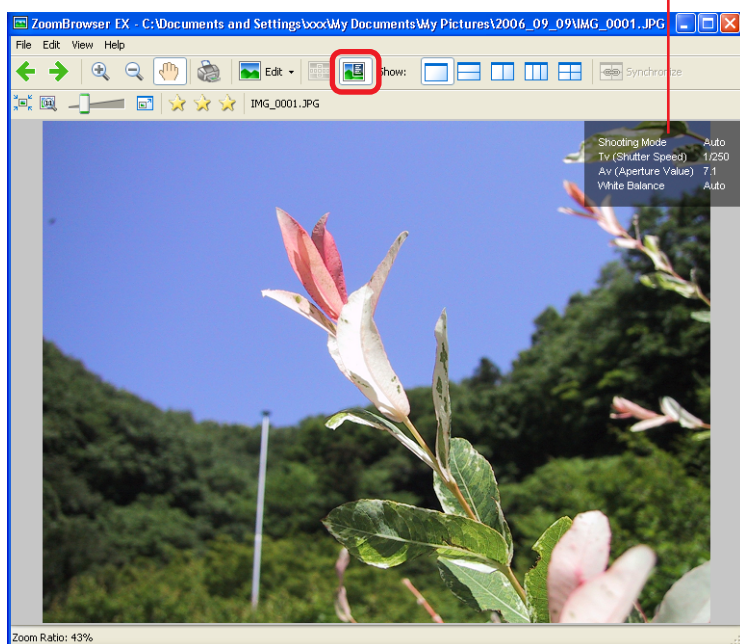 ZoomBrowser EX - C:\Documents and Settings\xxx\My Documents\My Pictures\2006_09_09\IMG_0001.JPG
File Edit View Help
Edit Show: Synchronize
IMG_0001.JPG
Shooting Mode Auto
Tv (Shutter Speed) 1/250
Av (Aperture Value) 7.1
White Balance Auto
Zoom Ratio: 43%